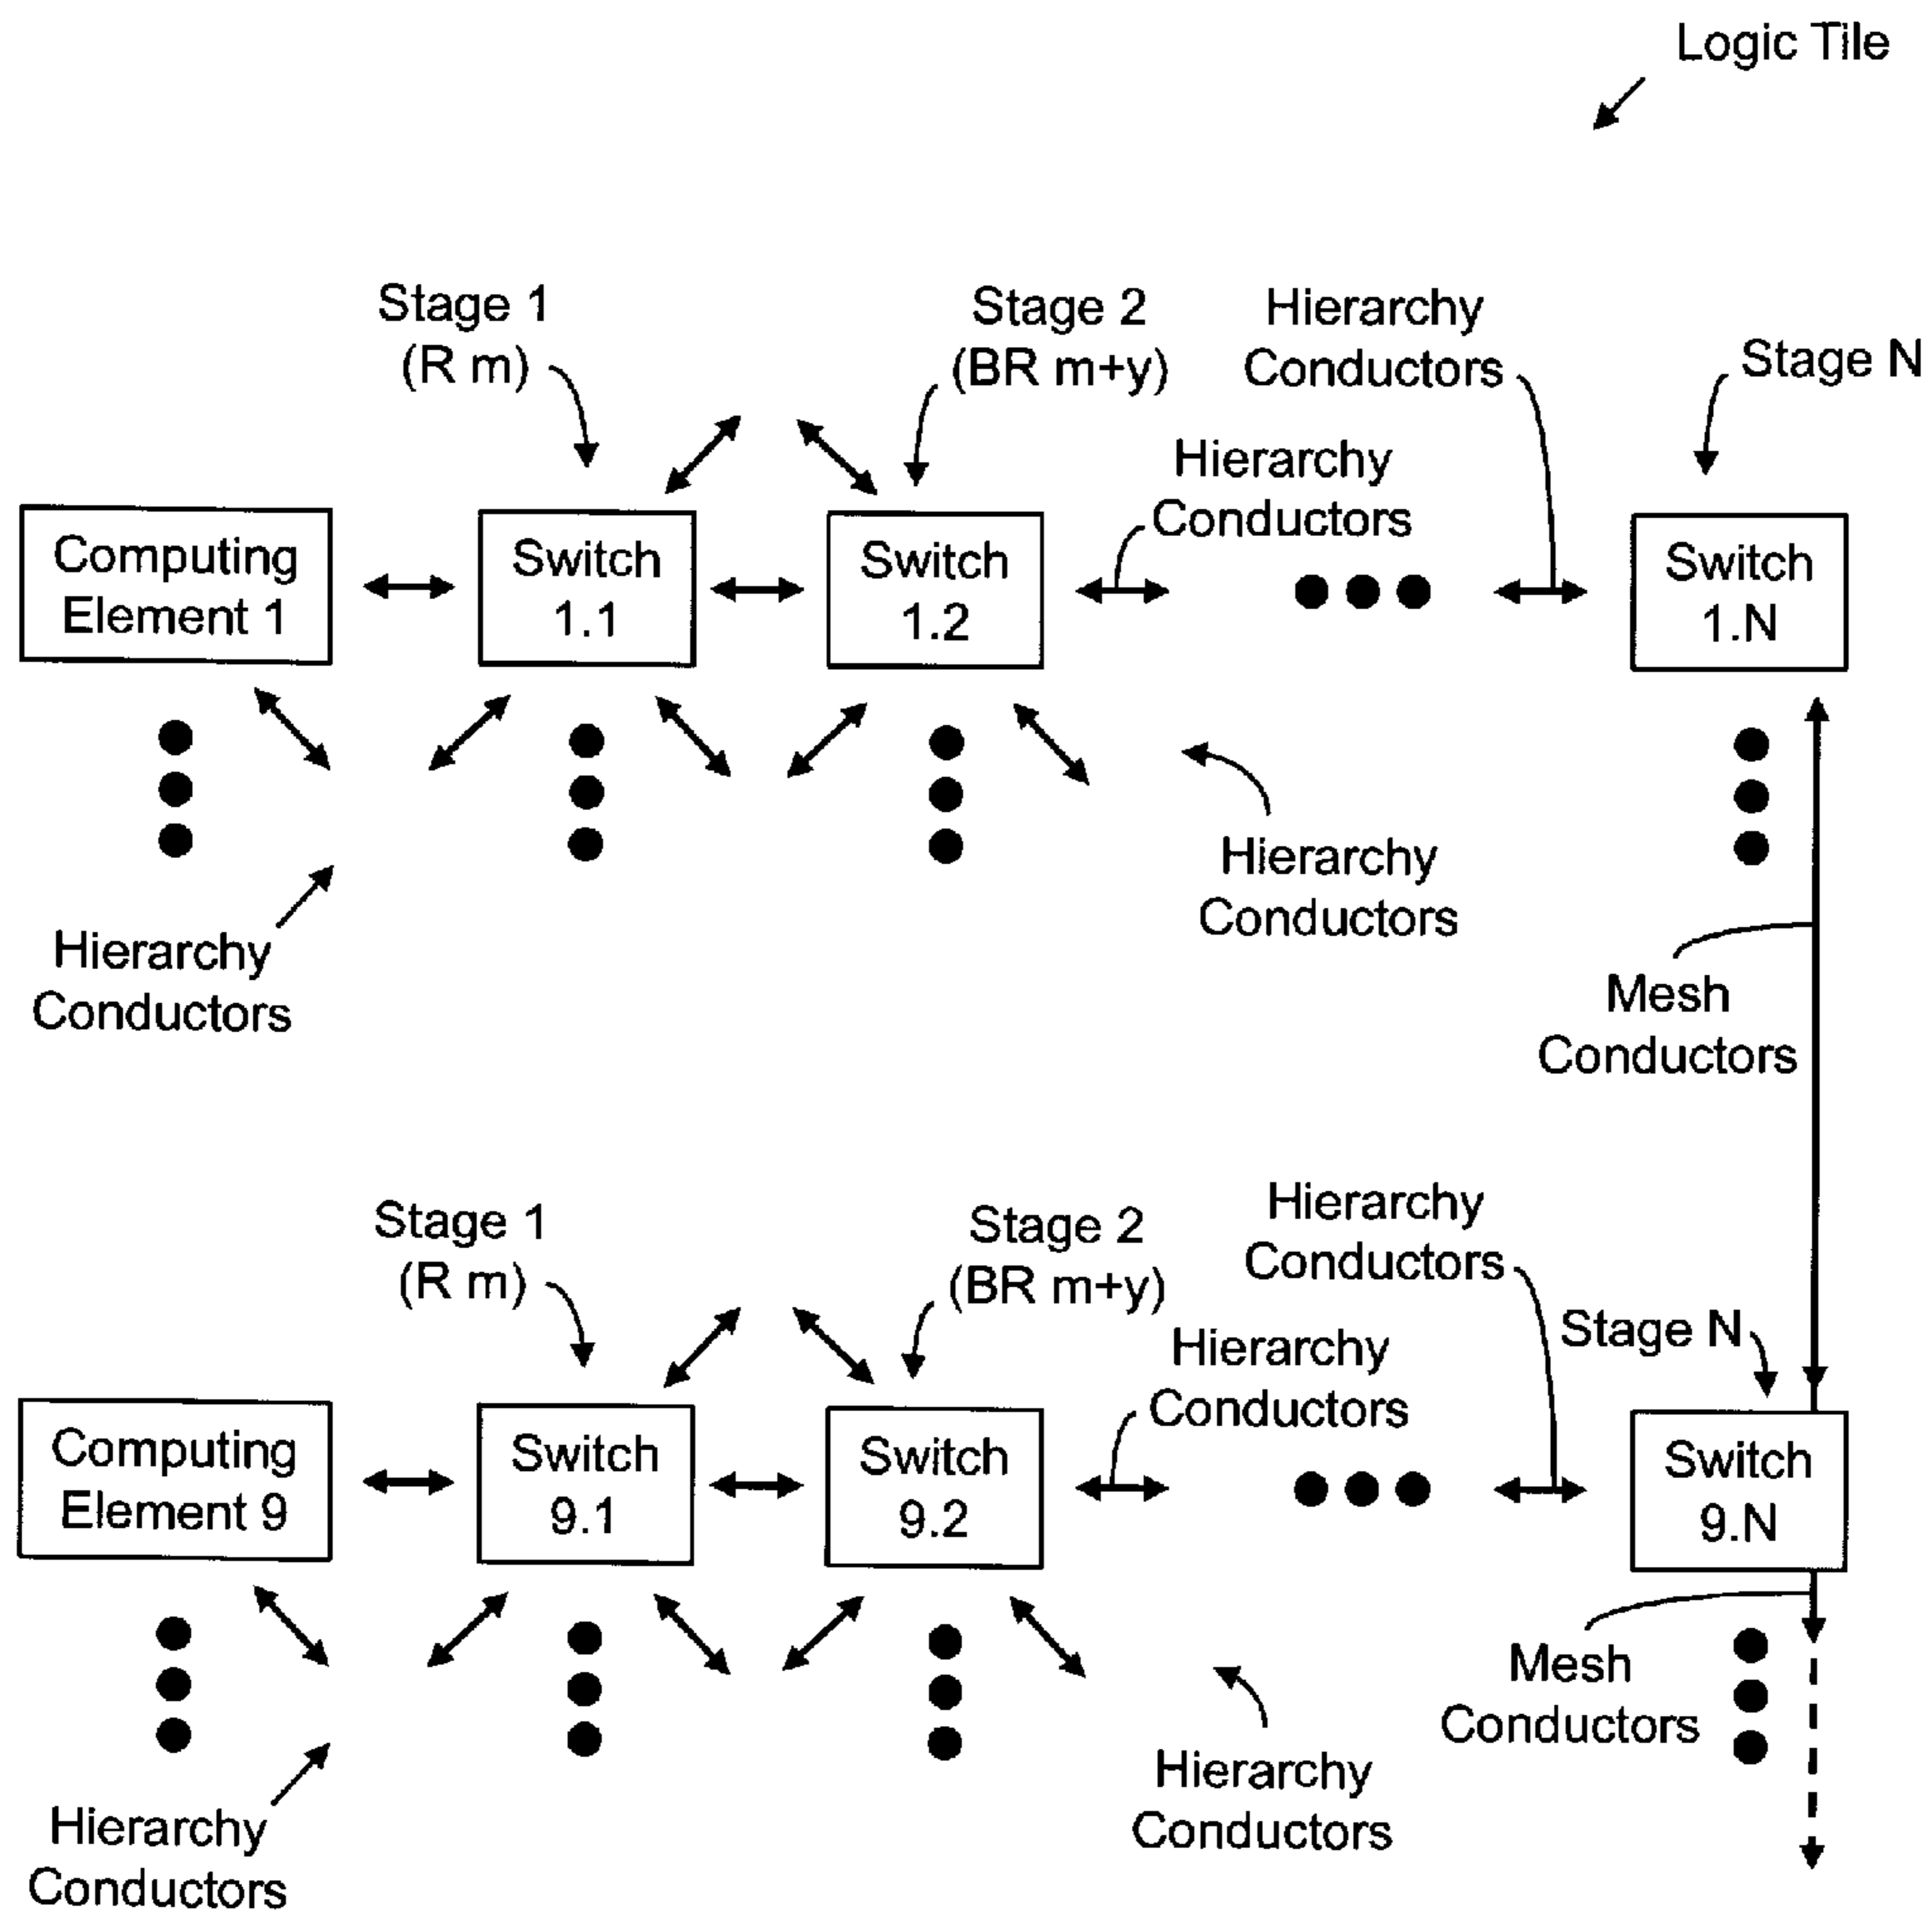 Logic Tile
Stage 1
(R m)
Stage 2
(BR m+y)
Hierarchy
Conductors
Stage N
Hierarchy
Conductors
Computing
Element 1
Switch
1.1
Switch
1.2
Switch
1.N
Hierarchy
Conductors
Hierarchy
Conductors
Mesh
Conductors
Stage 1
(R m)
Stage 2
(BR m+y)
Hierarchy
Conductors
Stage N
Hierarchy
Conductors
Computing
Element 9
Switch
9.1
Switch
9.2
Switch
9.N
Mesh
Conductors
Hierarchy
Conductors
Hierarchy
Conductors